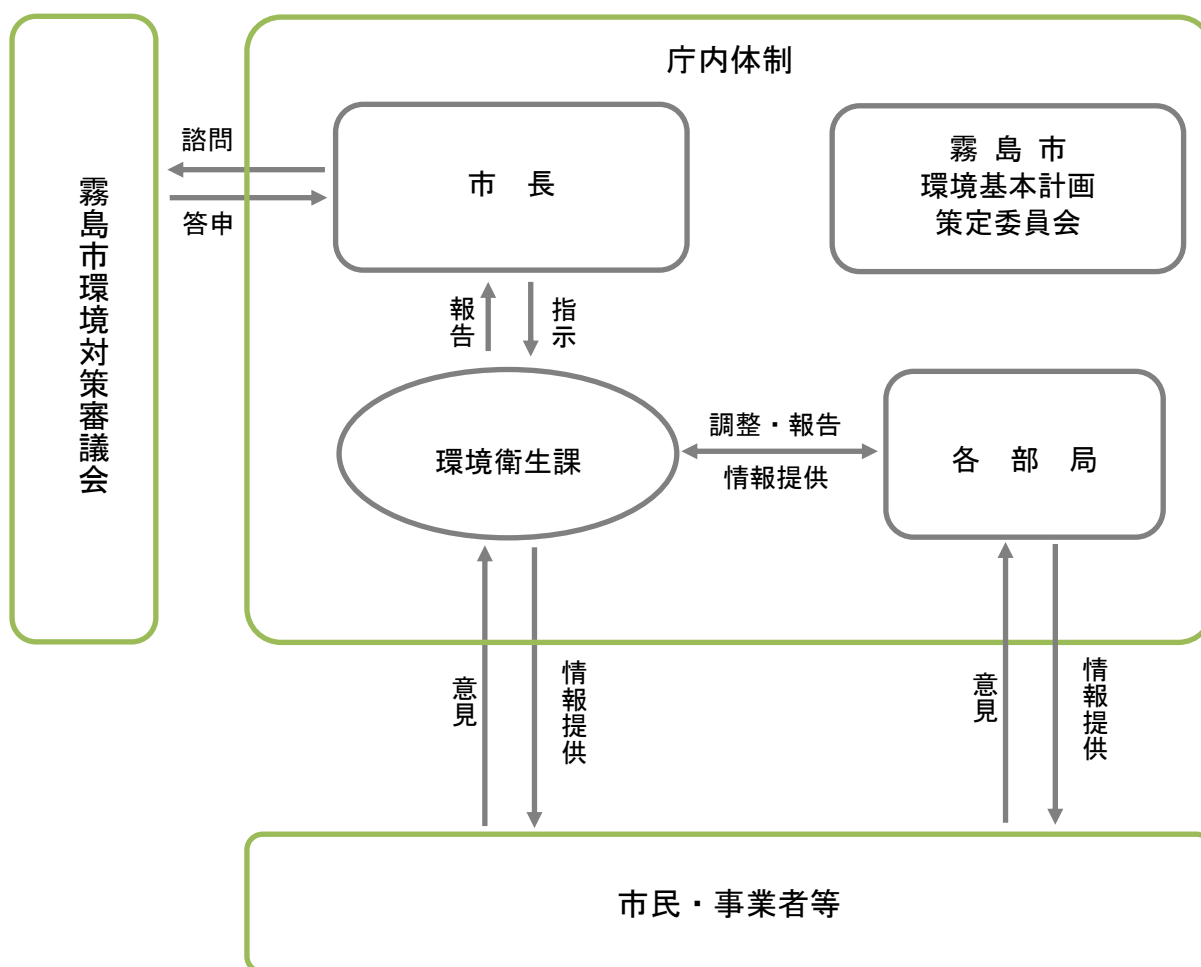 庁内体制
霧島市環境対策審議会
諮問
答申
市　長
霧 島 市
環境基本計画
策定委員会
報告
指示
環境衛生課
調整・報告
情報提供
各　部　局
意見
情報提供
意見
情報提供
市民・事業者等